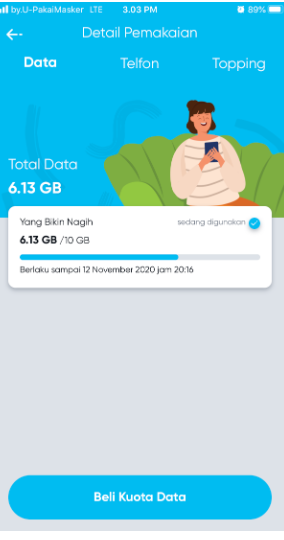 by.U-PakaiMasker LTE 3.03 PM 89%
Detail Pemakaian
Data Telfon Topping
Total Data
6.13 GB
Yang Bikin Nagih sedang digunakan
6.13 GB /10 GB
Berlaku sampai 12 November 2020 jam 20:16
Beli Kuota Data